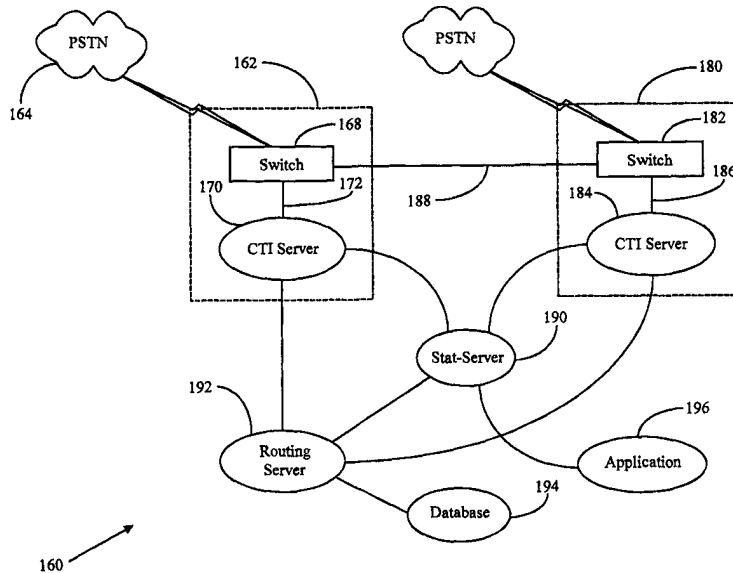 PSTN
PSTN
164
162
180
168
182
Switch
Switch
170
172
188
184
186
CTI Server
CTI Server
190
Stat-Server
192
196
Routing
Server
Application
194
Database
160